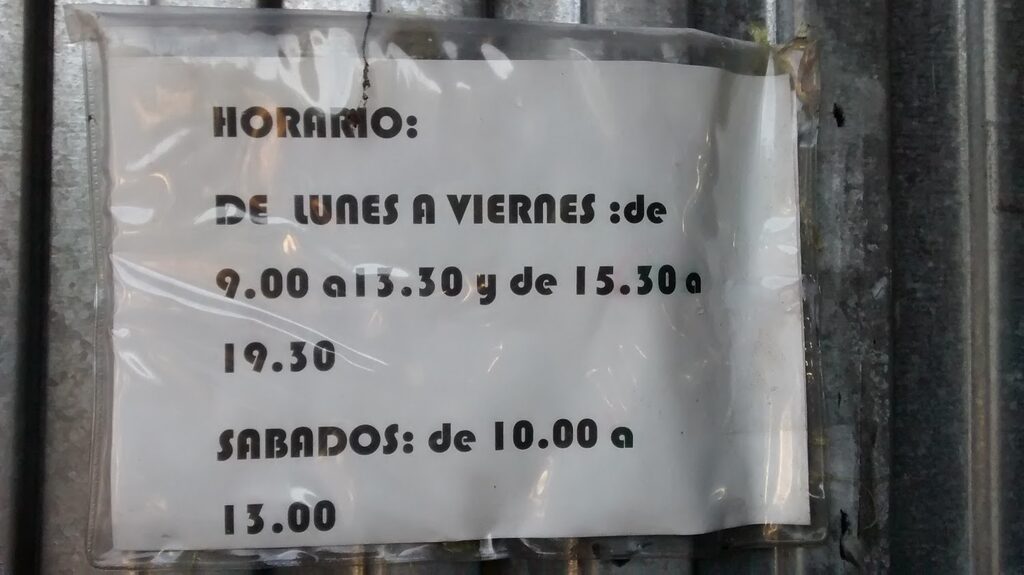 HORARIO:
DE LUNES A VIERNES :de
9.00 a13.30 y de 15.30 a
19.30
SABADOS: de 10.00 a
13.00